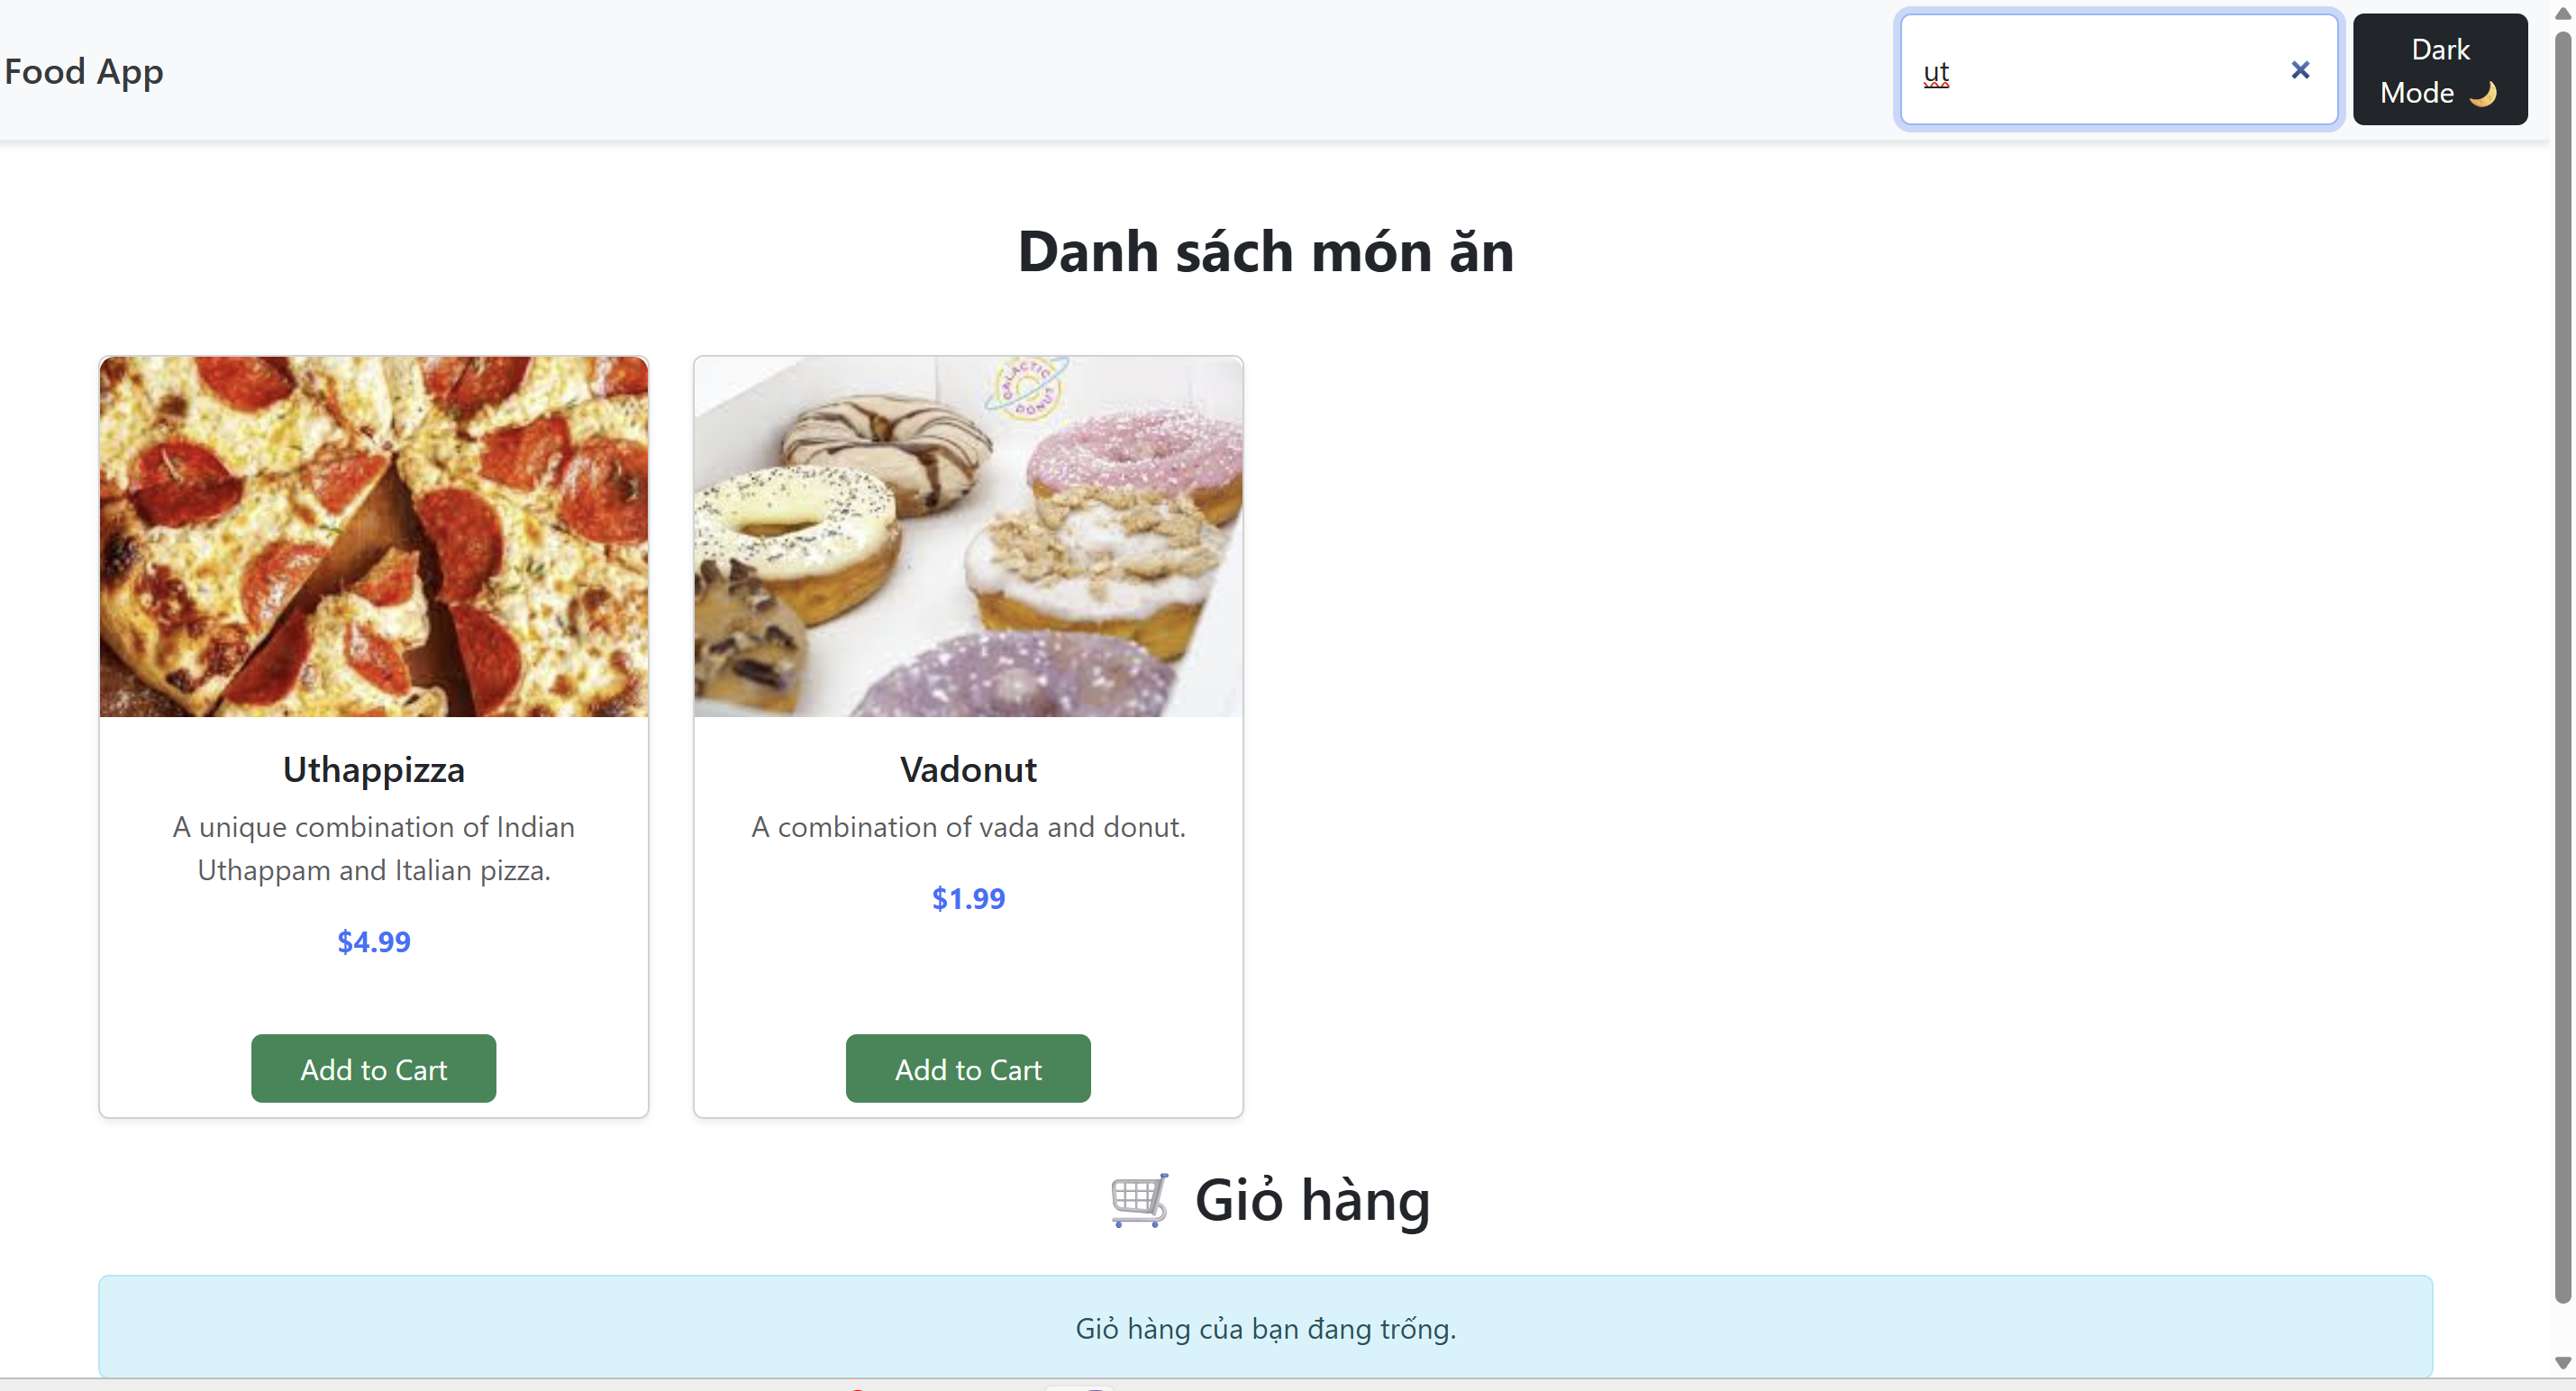 Food App
ut
Dark
Mode 🌙
Danh sách món ăn
GALACTIC
DONUT
Uthappizza
A unique combination of Indian
Uthappam and Italian pizza.
$4.99
Add to Cart
Vadonut
A combination of vada and donut.
$1.99
Add to Cart
🛒 Giỏ hàng
Giỏ hàng của bạn đang trống.